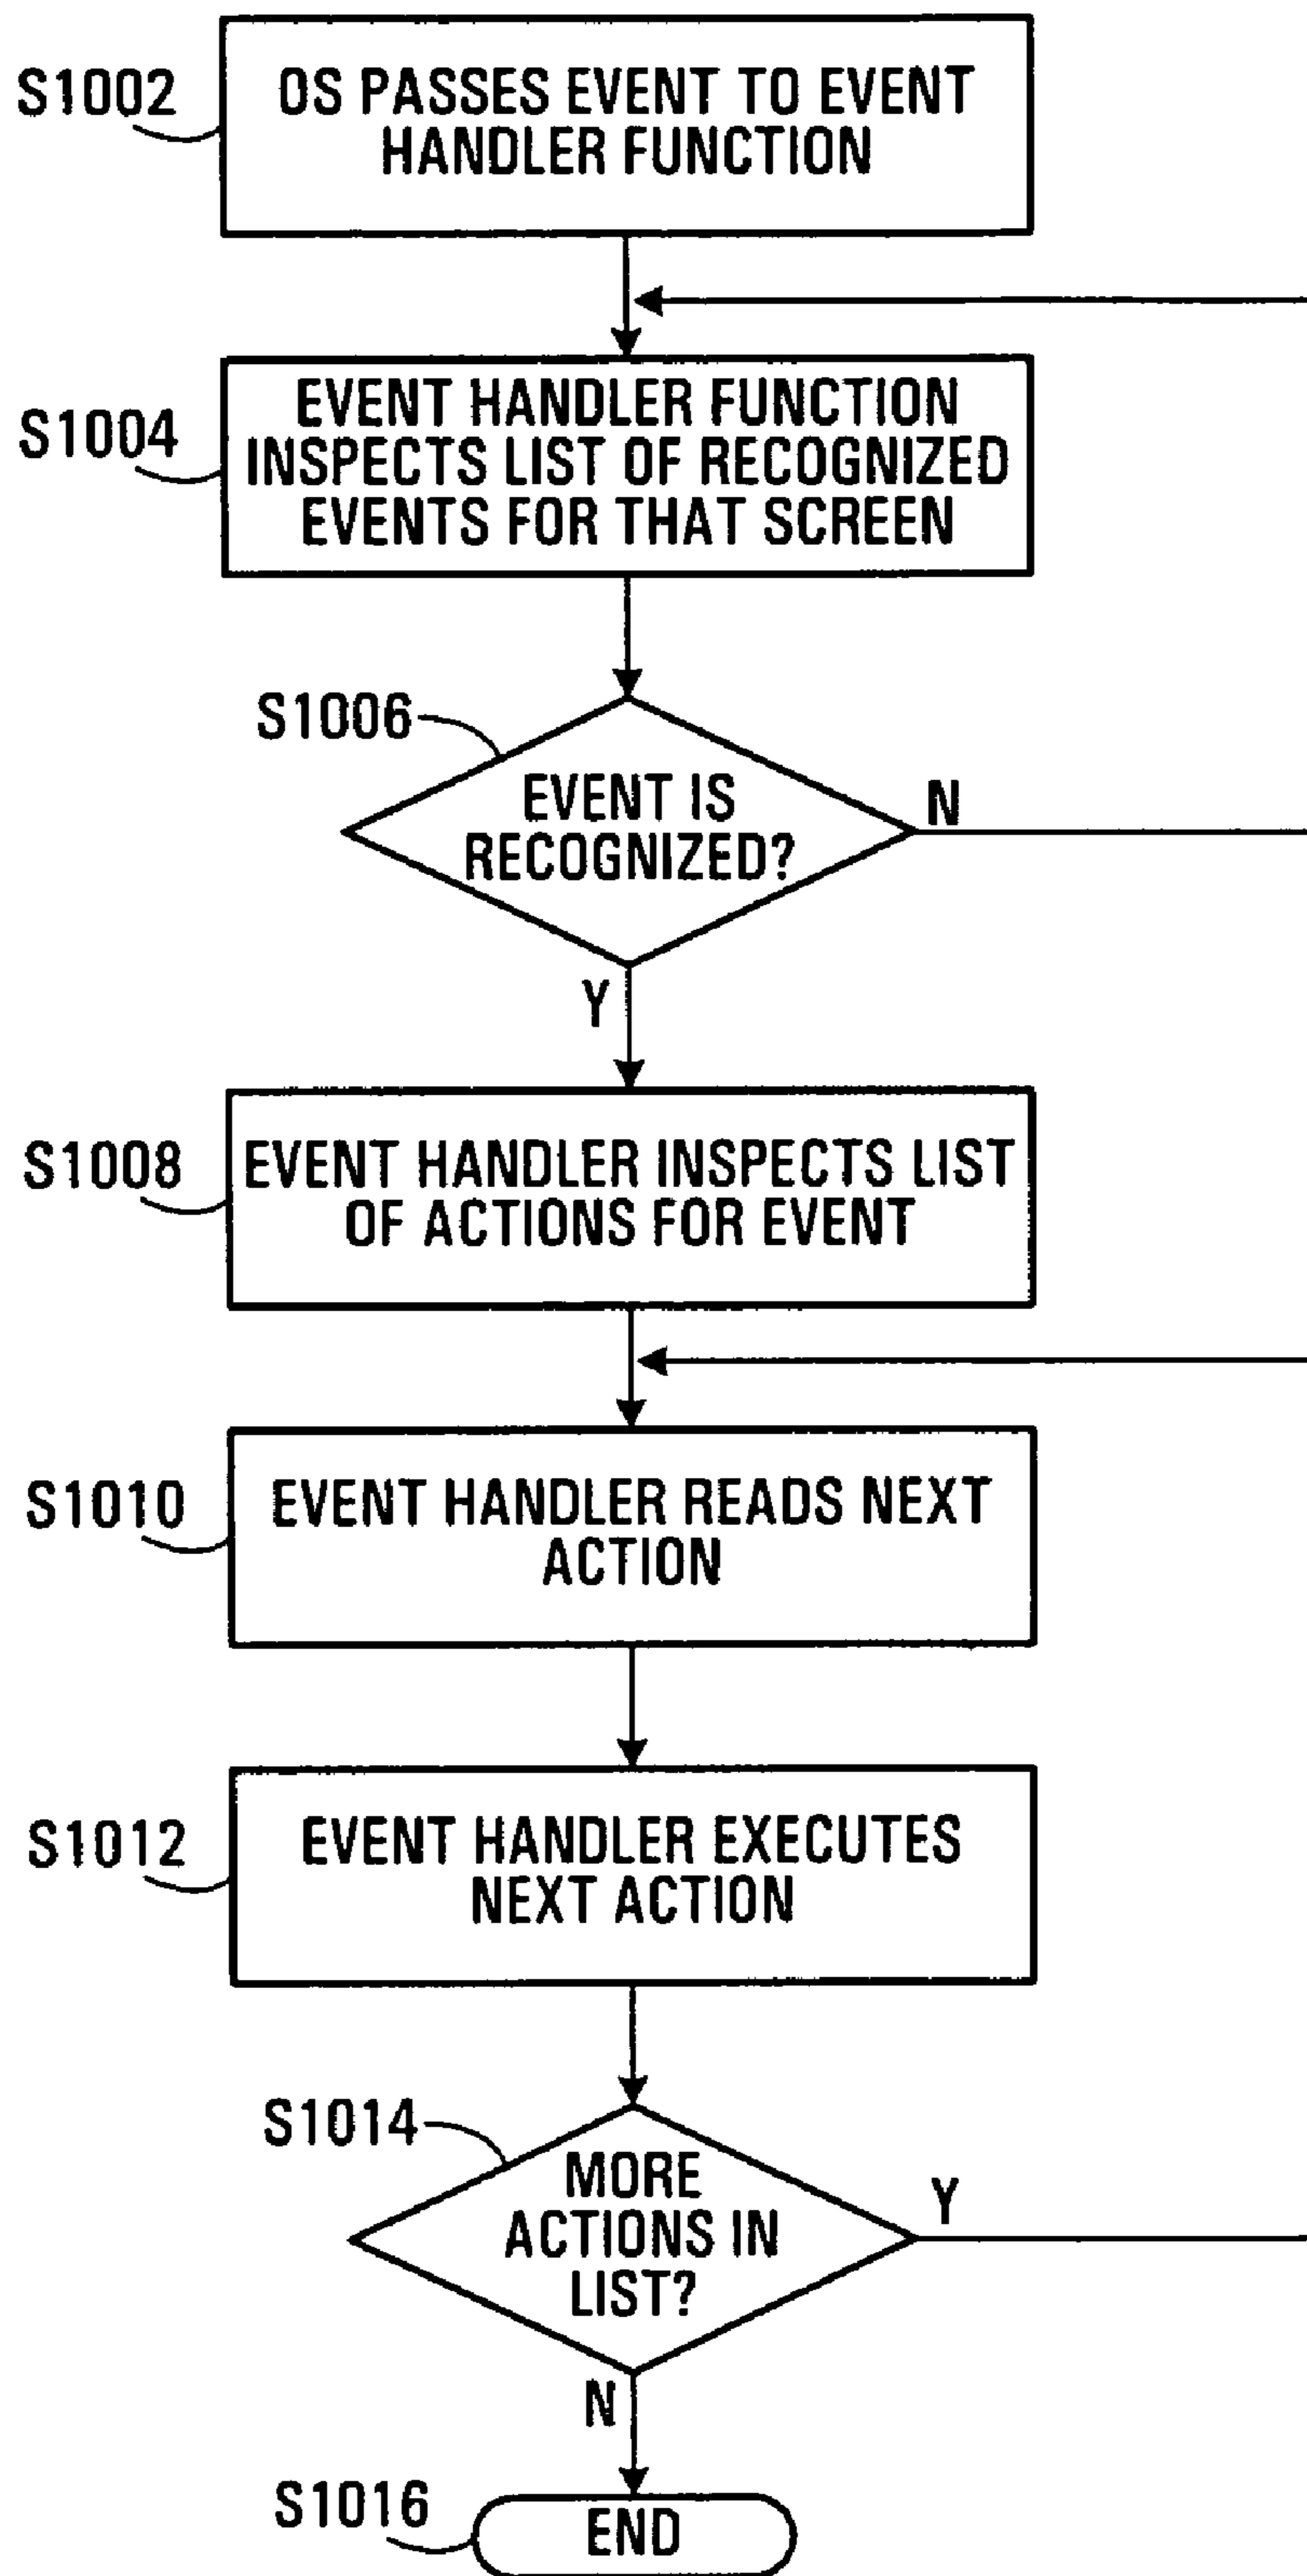 S1002
OS PASSES EVENT TO EVENT
HANDLER FUNCTION
S1004
EVENT HANDLER FUNCTION
INSPECTS LIST OF RECOGNIZED
EVENTS FOR THAT SCREEN
S1006
EVENT IS
RECOGNIZED?
N
Y
S1008
EVENT HANDLER INSPECTS LIST
OF ACTIONS FOR EVENT
S1010
EVENT HANDLER READS NEXT
ACTION
S1012
EVENT HANDLER EXECUTES
NEXT ACTION
S1014
MORE
ACTIONS IN
LIST?
Y
N
S1016
END